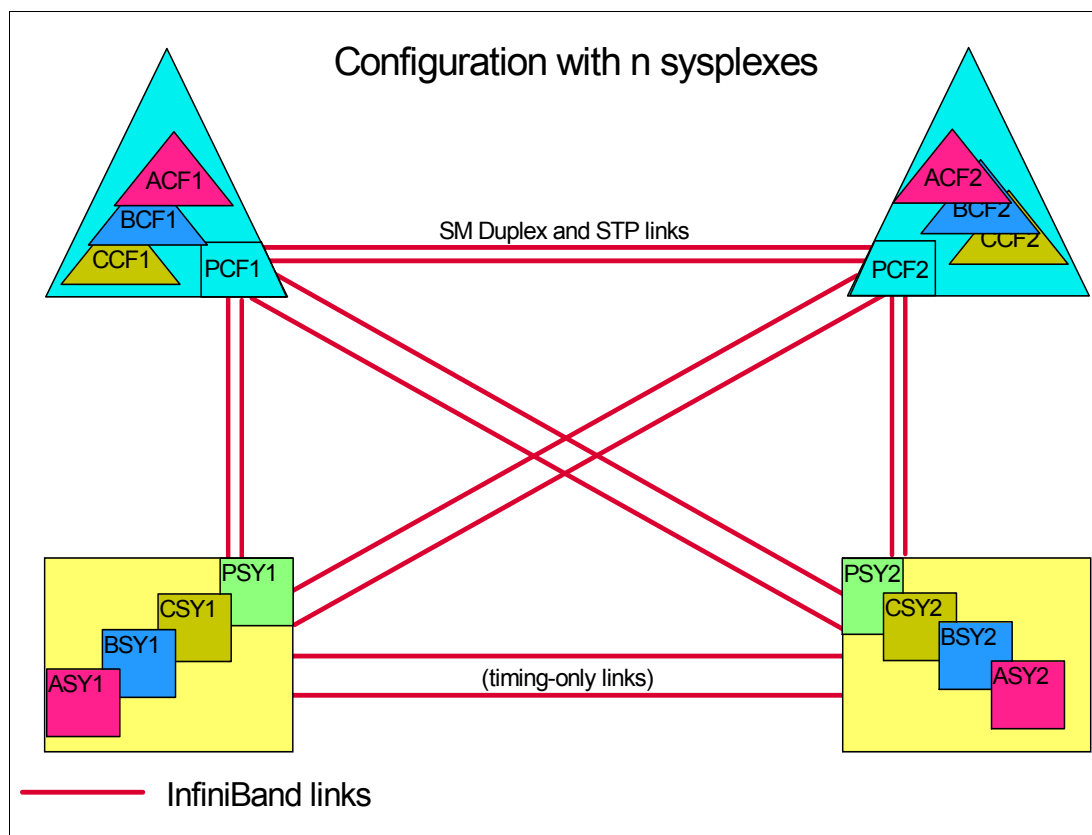 Configuration with n sysplexes
ACF1
BCF1
CCF1
PCF1
SM Duplex and STP links
ACF2
BCF2
CCF2
PCF2
PSY1
CSY1
BSY1
ASY1
(timing-only links)
PSY2
CSY2
BSY2
ASY2
InfiniBand links